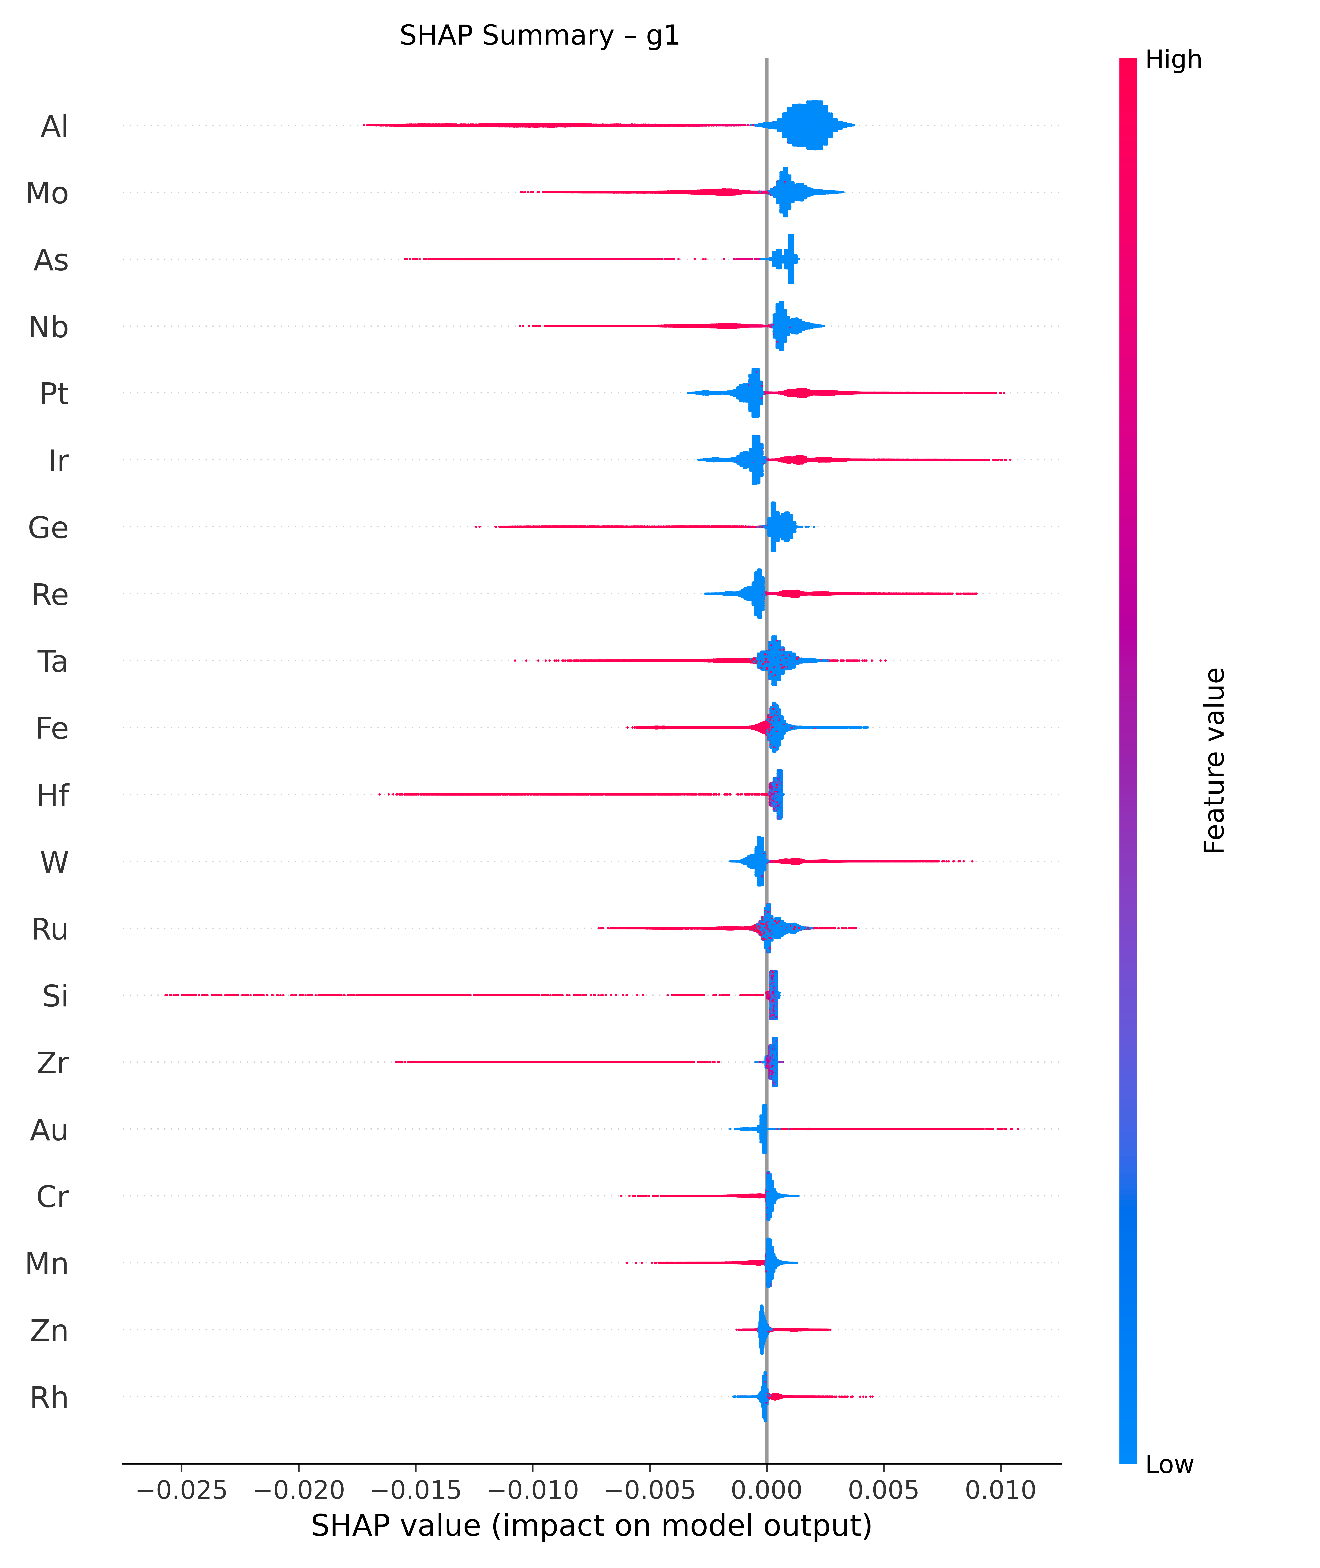 SHAP Summary – g1
High
Al
Mo
As
Nb
Pt
Ir
Ge
Re
Ta
Fe
Hf
W
Ru
Si
Zr
Au
Cr
Mn
Zn
Rh
Feature value
Low
−0.025 −0.020 −0.015 −0.010 −0.005 0.000 0.005 0.010
SHAP value (impact on model output)